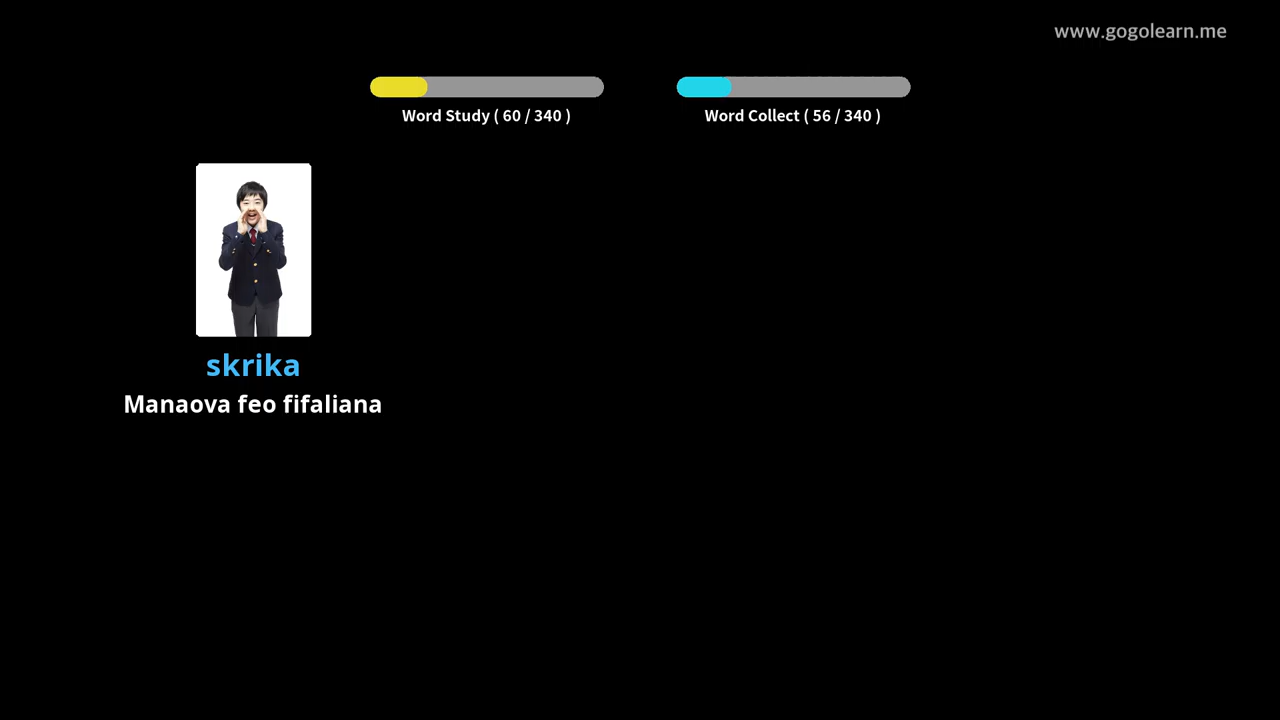 www.gogolearn.me
Word Study ( 60 / 340 )
Word Collect ( 56 / 340 )
skrika
Manaova feo fifaliana